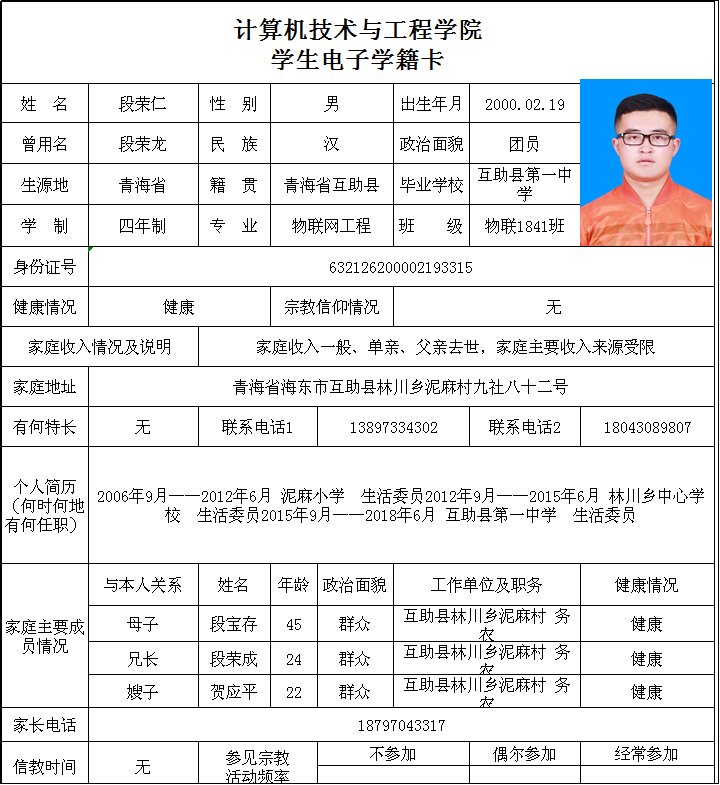 计算机技术与工程学院
学生电子学籍卡
姓 名 段荣仁 性 别 男 出生年月 2000.02.19
曾用名 段荣龙 民 族 汉 政治面貌 团员
生源地 青海省 籍 贯 青海省互助县 毕业学校 互助县第一中
学
学 制 四年制 专 业 物联网工程 班 级 物联1841班
身份证号 632126200002193315
健康情况 健康 宗教信仰情况 无
家庭收入情况及说明 家庭收入一般、单亲、父亲去世，家庭主要收入来源受限
家庭地址 青海省海东市互助县林川乡泥麻村九社八十二号
有何特长 无 联系电话1 13897334302 联系电话2 18043089807
个人简历
（何时何地
有何任职）
2006年9月——2012年6月 泥麻小学 生活委员2012年9月——2015年6月 林川乡中心学
校 生活委员2015年9月——2018年6月 互助县第一中学 生活委员
家庭主要成
员情况
与本人关系 姓名 年龄 政治面貌 工作单位及职务 健康情况
母子 段宝存 45 群众 互助县林川乡泥麻村 务
农 健康
兄长 段荣成 24 群众 互助县林川乡泥麻村 务
农 健康
嫂子 贺应平 22 群众 互助县林川乡泥麻村 务
农 健康
家长电话 18797043317
信教时间 无 参见宗教
活动频率 不参加 偶尔参加 经常参加